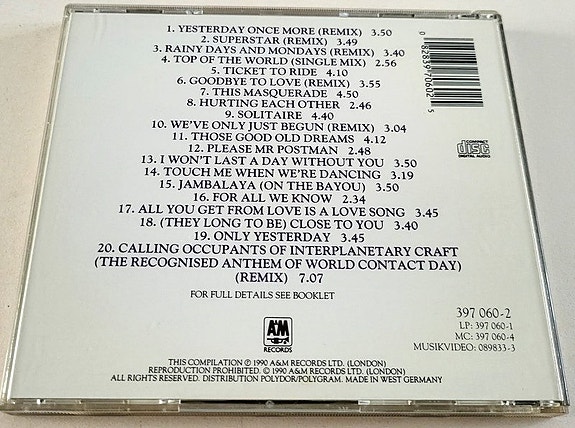 1. YESTERDAY ONCE MORE (REMIX) 3.50
2. SUPERSTAR (REMIX) 3.49
3. RAINY DAYS AND MONDAYS (REMIX) 3.40
4. TOP OF THE WORLD (SINGLE MIX) 2.56
5. TICKET TO RIDE 4.10
6. GOODBYE TO LOVE (REMIX) 3.55
7. THIS MASQUERADE 4.50
8. HURTING EACH OTHER 2.46
9. SOLITAIRE 4.40
10. WE'VE ONLY JUST BEGUN (REMIX) 3.04
11. THOSE GOOD OLD DREAMS 4.12
12. PLEASE MR POSTMAN 2.48
13. I WON'T LAST A DAY WITHOUT YOU 3.50
14. TOUCH ME WHEN WE'RE DANCING 3.19
15. JAMBALAYA (ON THE BAYOU) 3.50
16. FOR ALL WE KNOW 2.34
17. ALL YOU GET FROM LOVE IS A LOVE SONG 3.45
18. (THEY LONG TO BE) CLOSE TO YOU 3.40
19. ONLY YESTERDAY 3.45
20. CALLING OCCUPANTS OF INTERPLANETARY CRAFT
(THE RECOGNISED ANTHEM OF WORLD CONTACT DAY)
(REMIX) 7.07
FOR FULL DETAILS SEE BOOKLET
0 82839 70602 5
COMPACT
disc
DIGITAL AUDIO
397 060-2
LP: 397 060-1
MC: 397 060-4
MUSIKVIDEO: 089833-3
A&M
RECORDS
THIS COMPILATION ℗ 1990 A&M RECORDS LTD. (LONDON)
REPRODUCTION PROHIBITED. © 1990 A&M RECORDS LTD. (LONDON)
ALL RIGHTS RESERVED. DISTRIBUTION POLYDOR/POLYGRAM. MADE IN WEST GERMANY